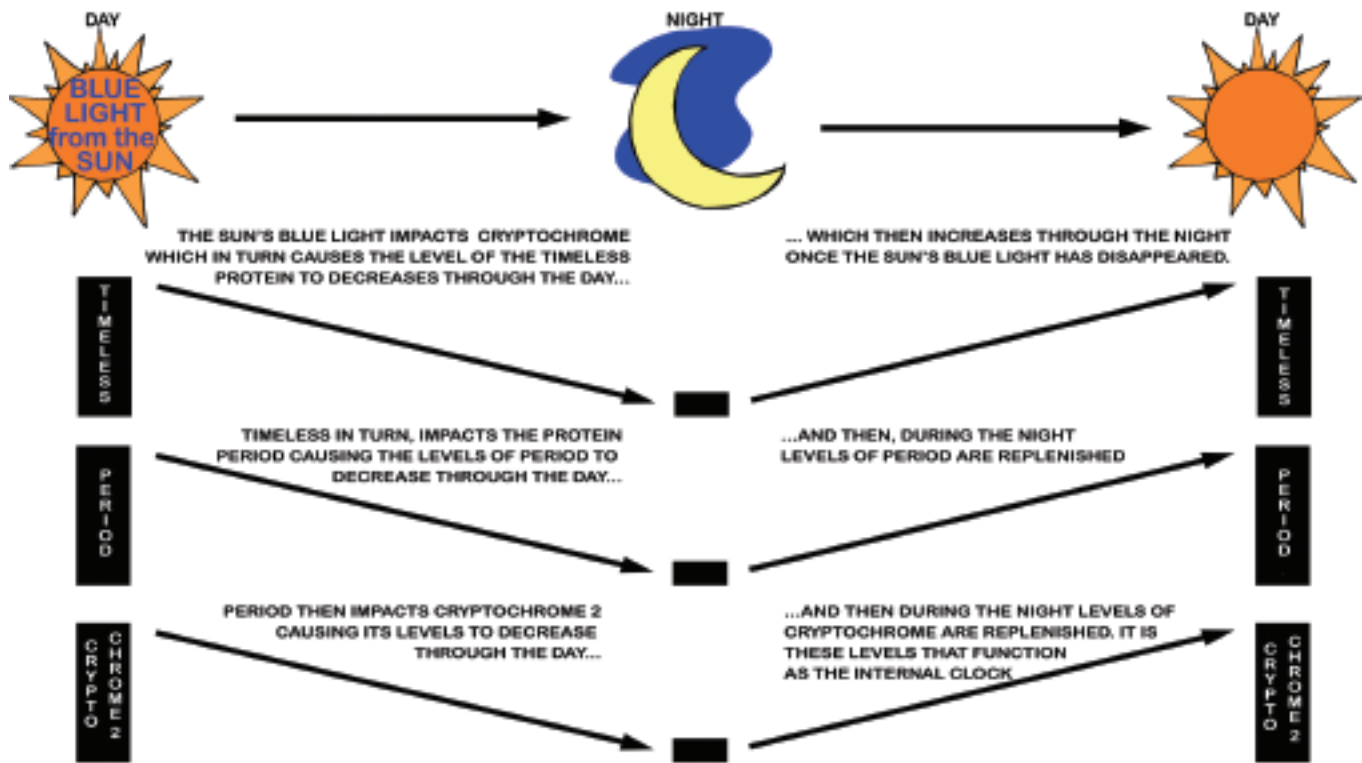 DAY
NIGHT
DAY
BLUE
LIGHT
from the
SUN
THE SUN'S BLUE LIGHT IMPACTS CRYPTOCHROME
WHICH IN TURN CAUSES THE LEVEL OF THE TIMELESS
PROTEIN TO DECREASES THROUGH THE DAY...
... WHICH THEN INCREASES THROUGH THE NIGHT
ONCE THE SUN'S BLUE LIGHT HAS DISAPPEARED.
TIMELESS
TIMELESS
TIMELESS IN TURN, IMPACTS THE PROTEIN
PERIOD CAUSING THE LEVELS OF PERIOD TO
DECREASE THROUGH THE DAY...
...AND THEN, DURING THE NIGHT
LEVELS OF PERIOD ARE REPLENISHED
PERIOD
PERIOD
PERIOD THEN IMPACTS CRYPTOCHROME 2
CAUSING ITS LEVELS TO DECREASE
THROUGH THE DAY...
...AND THEN DURING THE NIGHT LEVELS OF
CRYPTOCHROME ARE REPLENISHED. IT IS
THESE LEVELS THAT FUNCTION
AS THE INTERNAL CLOCK
CRYPTO
CHROME 2
CRYPTO
CHROME 2